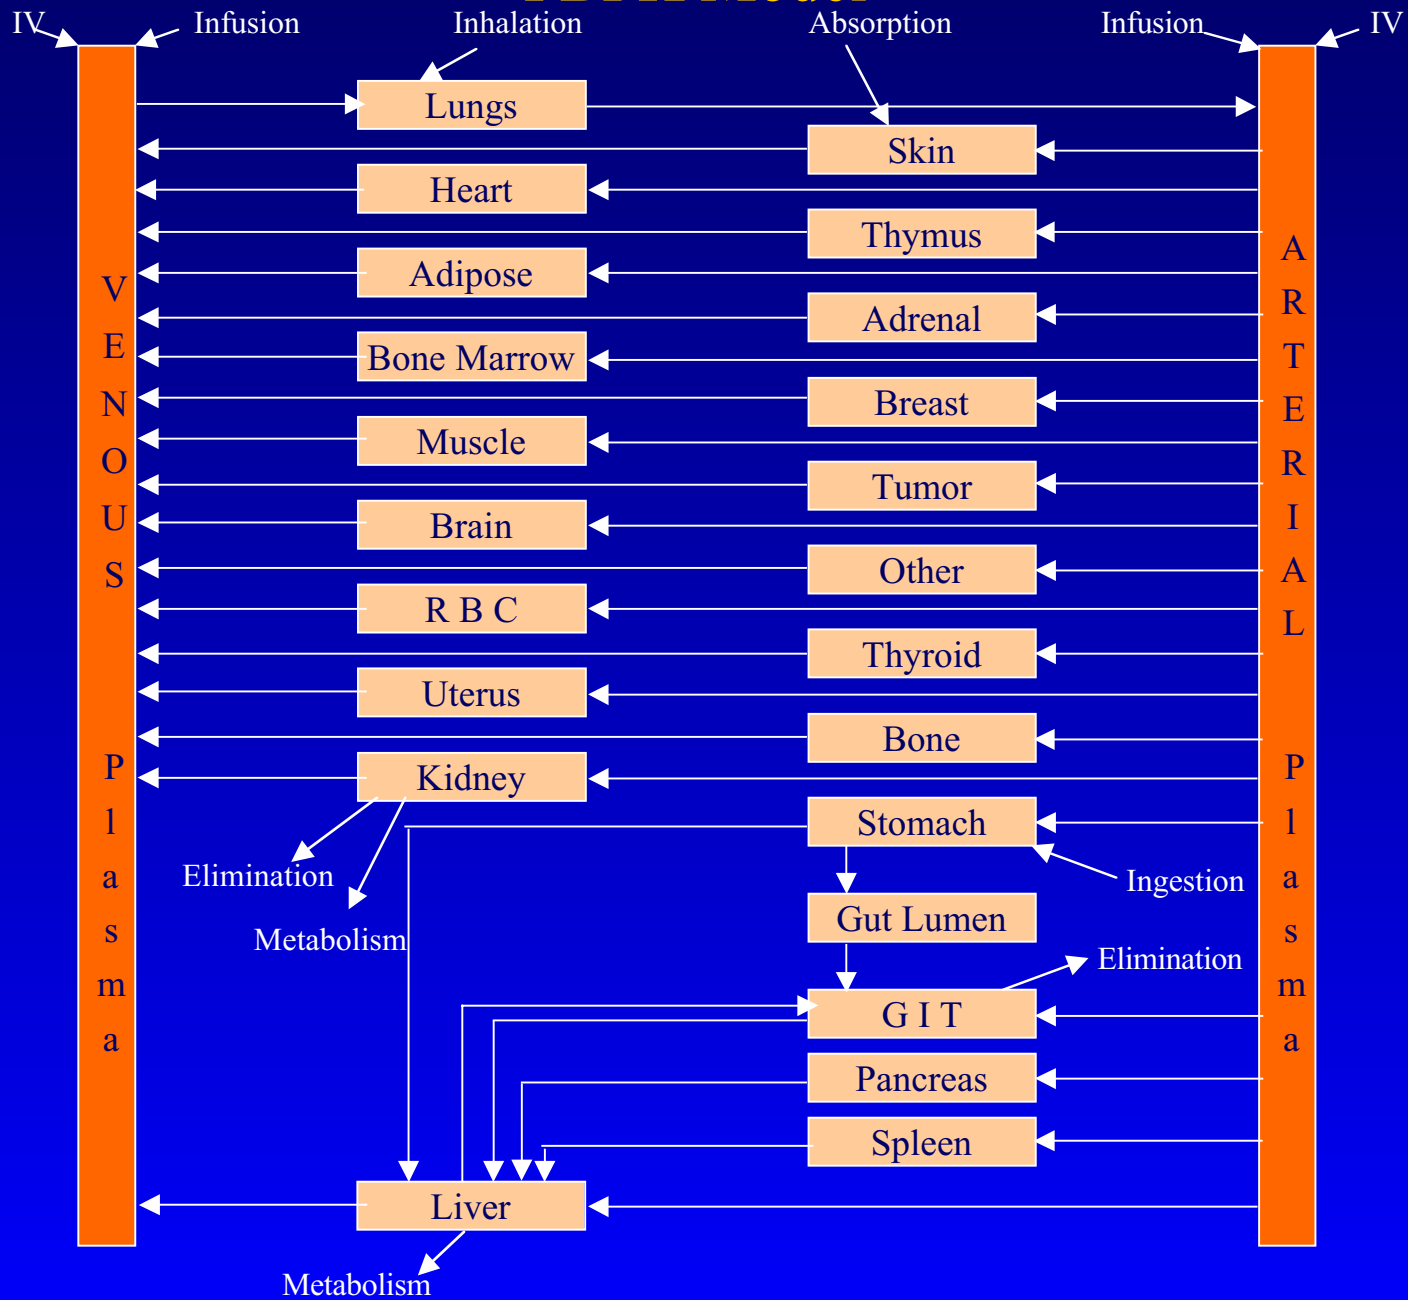 IV
Infusion
Inhalation
Absorption
Infusion
IV
Lungs
Skin
Heart
Thymus
Adipose
Adrenal
Bone Marrow
Breast
Muscle
Tumor
Brain
Other
R B C
Thyroid
Uterus
Bone
Kidney
Stomach
Elimination
Ingestion
Metabolism
Gut Lumen
Elimination
G I T
Pancreas
Spleen
Liver
Metabolism
VENOUS Plasma
ARTERIAL Plasma